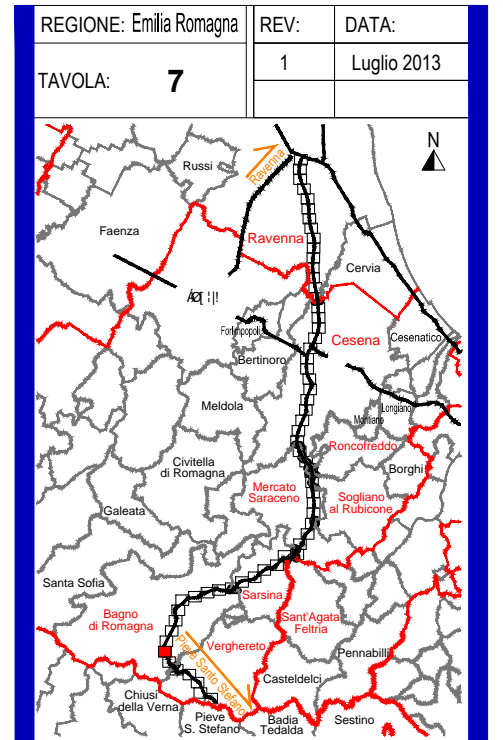 REGIONE: Emilia Romagna
REV:
DATA:
TAVOLA:
7
1
Luglio 2013
N
Russi
Ravenna
Faenza
Ravenna
Cervia
Forlimpopoli
Cesena
Cesenatico
Bertinoro
Meldola
Longiano
Montiano
Roncofreddo
Civitella
di Romagna
Borghi
Mercato
Saraceno
Sogliano
al Rubicone
Galeata
Santa Sofia
Sarsina
Bagno
di Romagna
Sant'Agata
Feltria
Verghereto
Pennabilli
Pieve Santo Stefano
Casteldelci
Chiusi
della Verna
Pieve
S. Stefano
Badia
Tedalda
Sestino